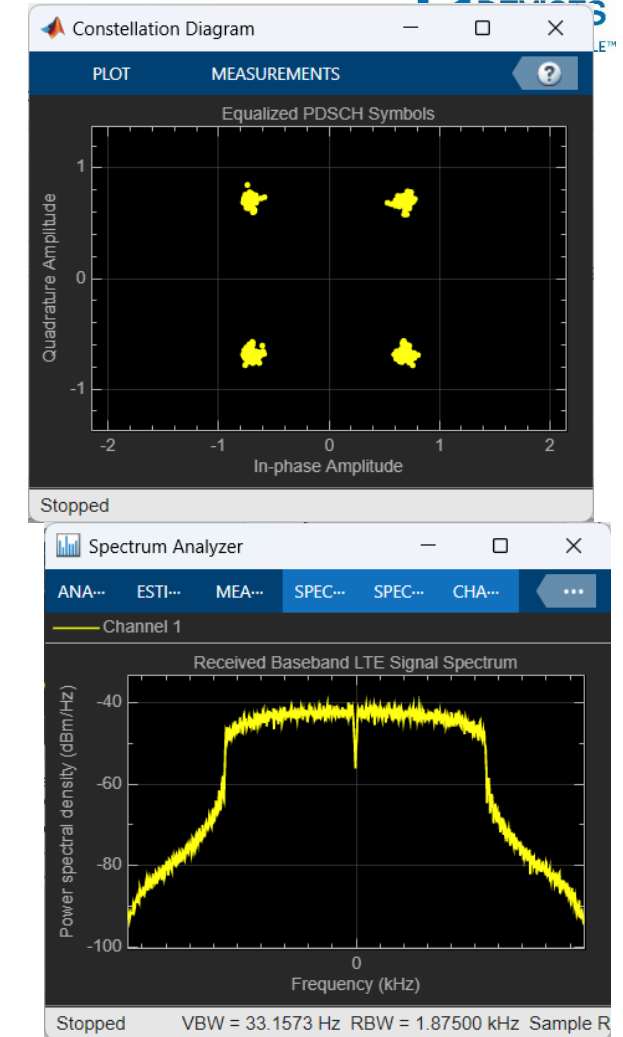 DEVICES
Constellation Diagram
LE™
PLOT MEASUREMENTS ?
Equalized PDSCH Symbols
Quadrature Amplitude
1
0
-1
-2 -1 0 1 2
In-phase Amplitude
Stopped
Spectrum Analyzer
ANA··· ESTI··· MEA··· SPEC··· SPEC··· CHA··· ···
Channel 1
Received Baseband LTE Signal Spectrum
Power spectral density (dBm/Hz)
-40
-60
-80
-100
0
Frequency (kHz)
Stopped VBW = 33.1573 Hz RBW = 1.87500 kHz Sample R